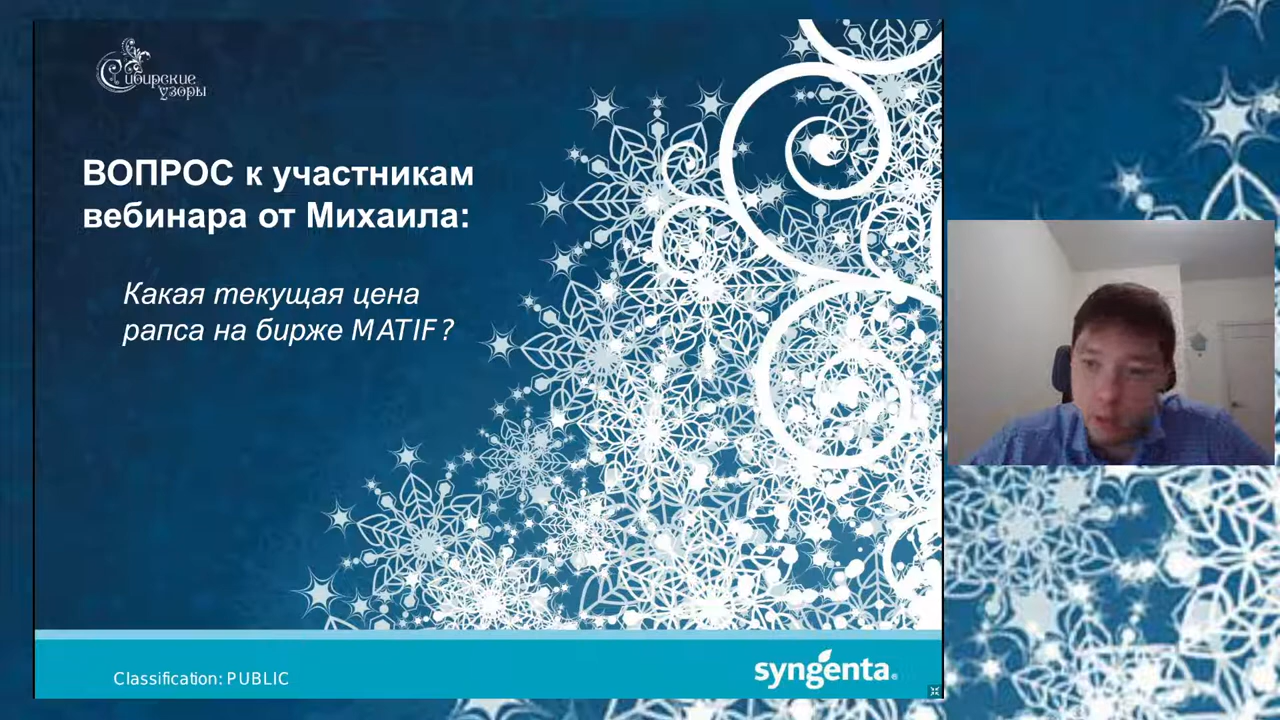 Сибирские
узоры
ВОПРОС к участникам
вебинара от Михаила:
Какая текущая цена
рапса на бирже MATIF?
Classification: PUBLIC
syngenta